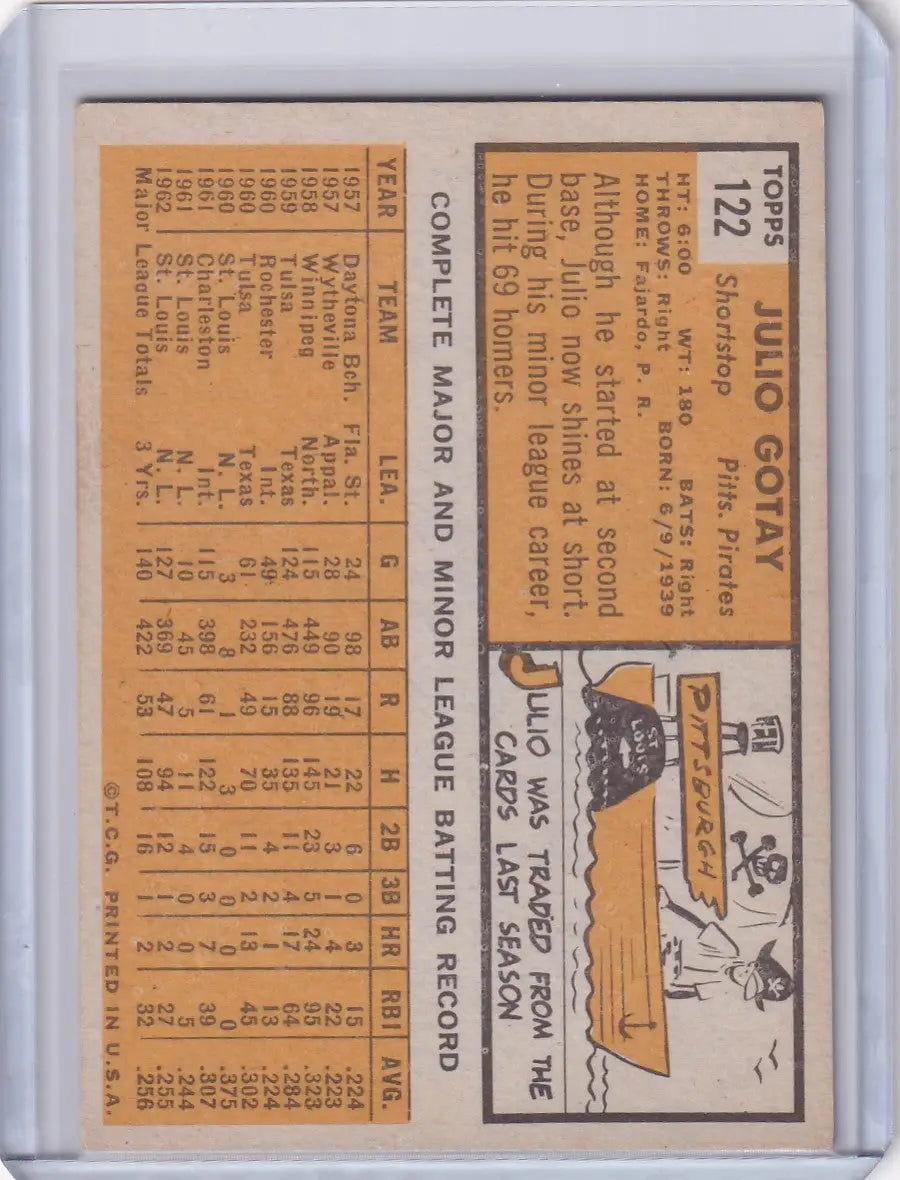 TOPPS
122
JULIO GOTAY
Shortstop Pitts. Pirates
HT: 6:00 WT: 180 BATS: Right
THROWS: Right BORN: 6/9/1939
HOME: Fajardo, P. R.
Although he started at second
base, Julio now shines at short.
During his minor league career,
he hit 69 homers.
PITTSBURGH
ST
LOUIS
JULIO WAS TRADED FROM THE
CARDS LAST SEASON
COMPLETE MAJOR AND MINOR LEAGUE BATTING RECORD
YEAR TEAM LEA. G AB R H 2B 3B HR RBI AVG.
1957 Daytona Bch. Fla. St. 24 98 17 22 6 0 3 15 .224
1957 Wytheville Appal. 28 90 19 21 3 1 4 22 .223
1958 Winnipeg North. 115 449 96 145 23 5 24 95 .323
1959 Tulsa Texas 124 476 88 135 11 4 17 64 .284
1960 Rochester Int. 49 156 15 35 4 2 1 13 .224
1960 Tulsa Texas 61 232 49 70 11 2 13 45 .302
1960 St. Louis N. L. 3 8 1 3 0 0 0 0 .375
1961 Charleston Int. 115 398 61 122 15 3 7 39 .307
1961 St. Louis N. L. 10 45 5 11 4 0 0 5 .244
1962 St. Louis N. L. 127 369 47 94 12 1 2 27 .255
Major League Totals 3 Yrs. 140 422 53 108 16 1 2 32 .256
©T.C.G. PRINTED IN U.S.A.